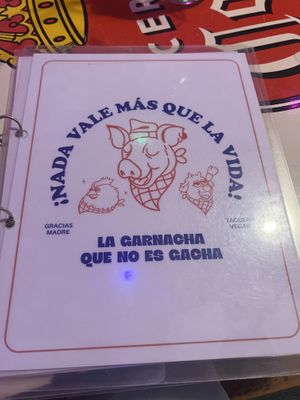 ¡NADA VALE MÁS QUE LA VIDA!
GRACIAS
MADRE
TAQUERÍA
VEGANA
LA GARNACHA
QUE NO ES GACHA